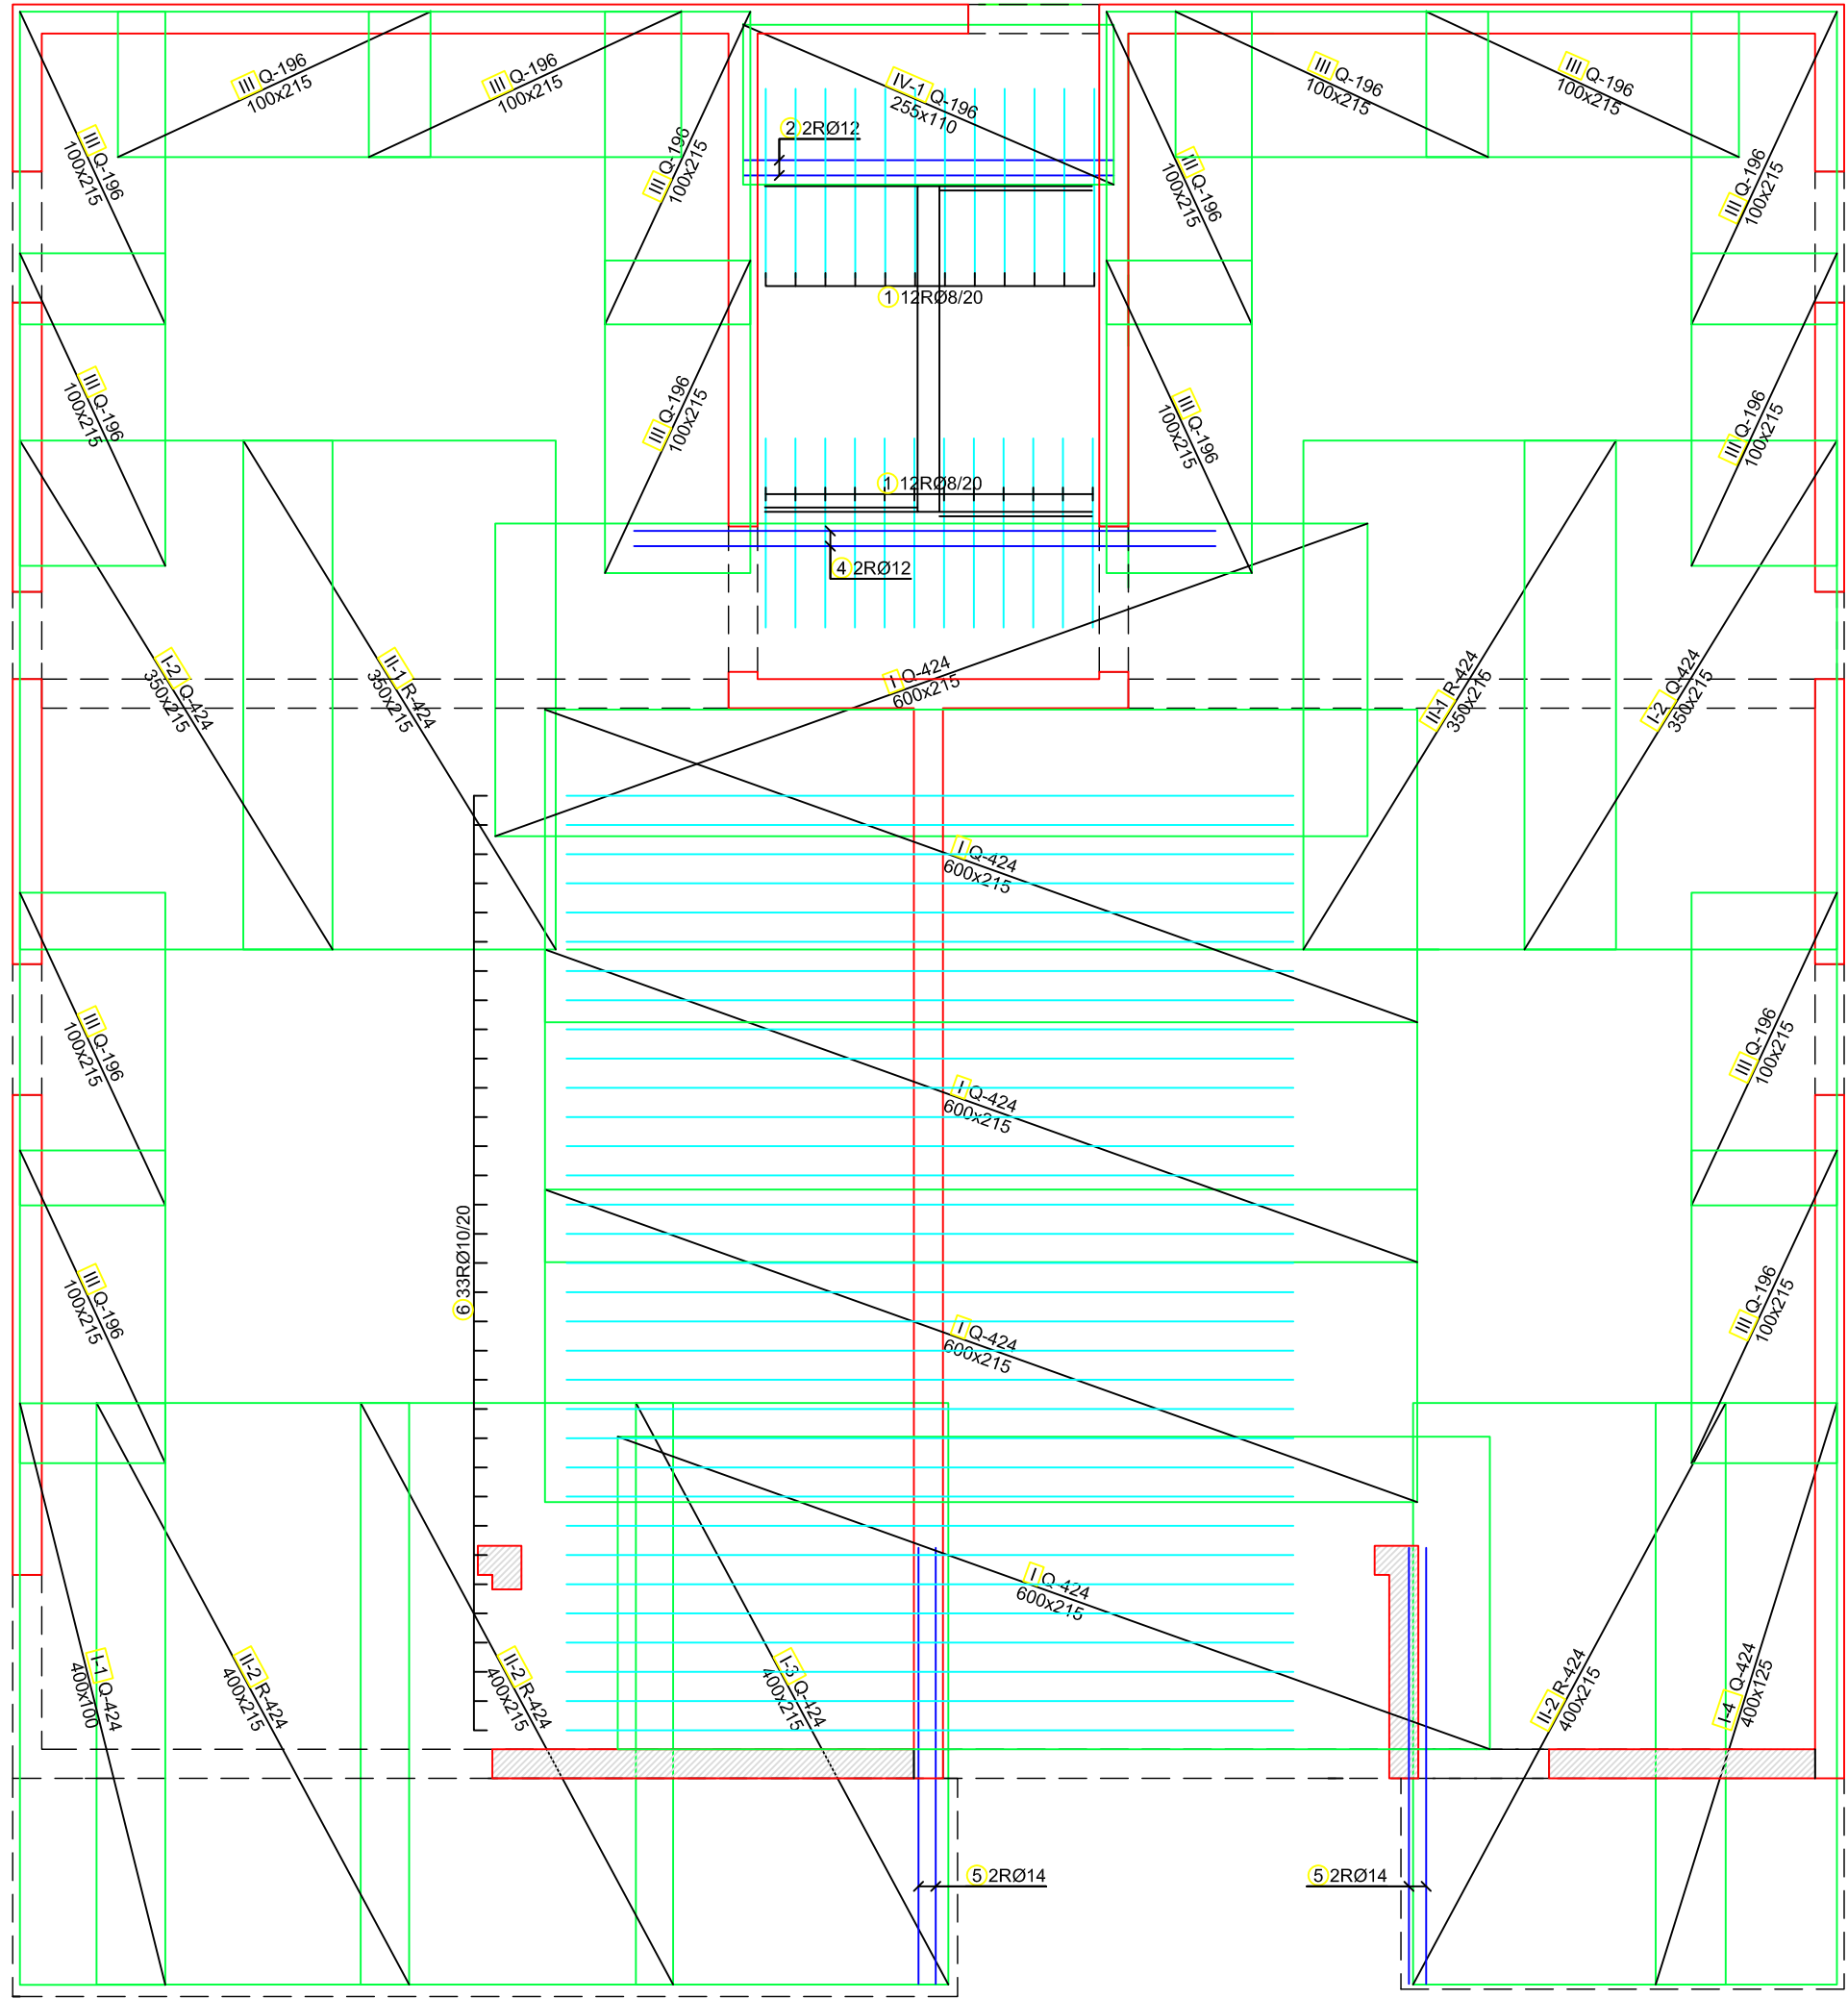 III Q-196
100x215
III Q-196
100x215
IV-1 Q-196
255x110
III Q-196
100x215
III Q-196
100x215
III Q-196
100x215
III Q-196
100x215
2 2RØ12
III Q-196
100x215
III Q-196
100x215
1 12RØ8/20
III Q-196
100x215
III Q-196
100x215
III Q-196
100x215
III Q-196
100x215
1 12RØ8/20
4 2RØ12
I-2 Q-424
350x215
II-1 R-424
350x215
I Q-424
600x215
II-1 R-424
350x215
I-2 Q-424
350x215
I Q-424
600x215
III Q-196
100x215
I Q-424
600x215
III Q-196
100x215
6 33RØ10/20
III Q-196
100x215
I Q-424
600x215
III Q-196
100x215
I Q-424
600x215
I-1 Q-424
400x100
II-2 R-424
400x215
II-2 R-424
400x215
I-3 Q-424
400x215
II-2 R-424
400x215
I-4 Q-424
400x125
5 2RØ14
5 2RØ14